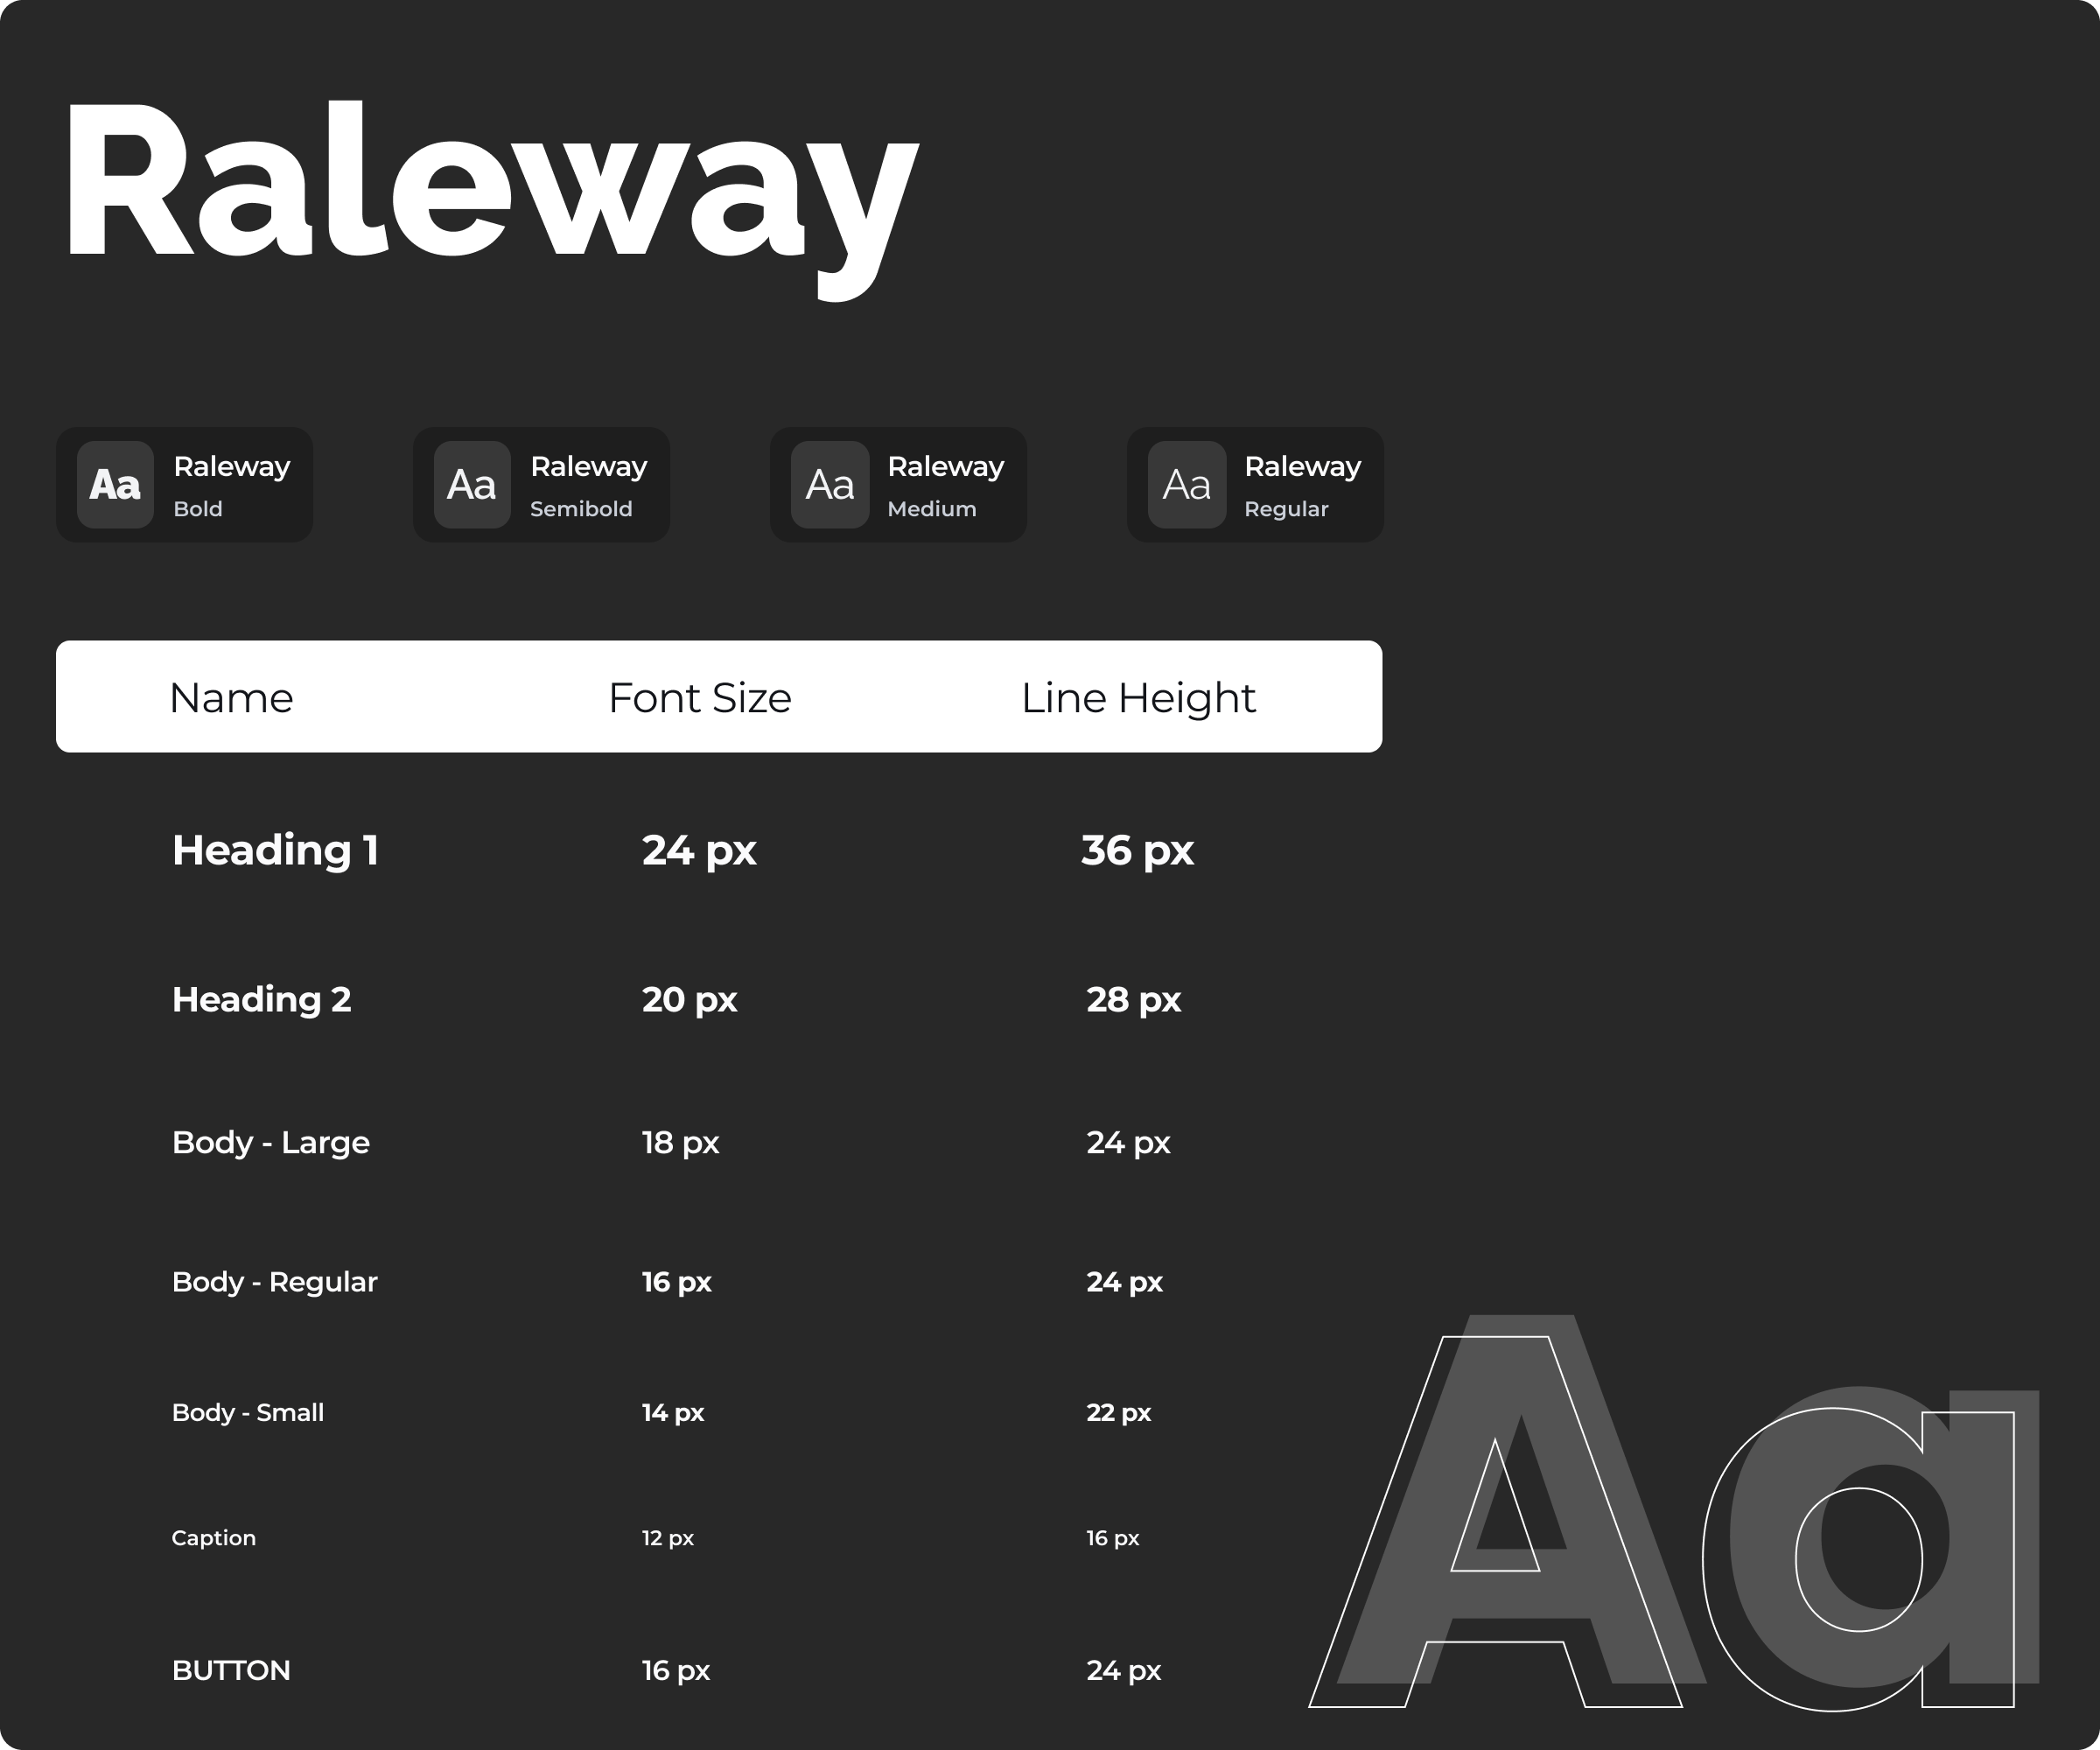 Raleway
Aa Raleway Bold
Aa Raleway Semibold
Aa Raleway Medium
Aa Raleway Regular
Name Font Size Line Height
Heading 1 24 px 36 px
Heading 2 20 px 28 px
Body - Large 18 px 24 px
Body - Regular 16 px 24 px
Body - Small 14 px 22 px
Caption 12 px 16 px
BUTTON 16 px 24 px
Aa